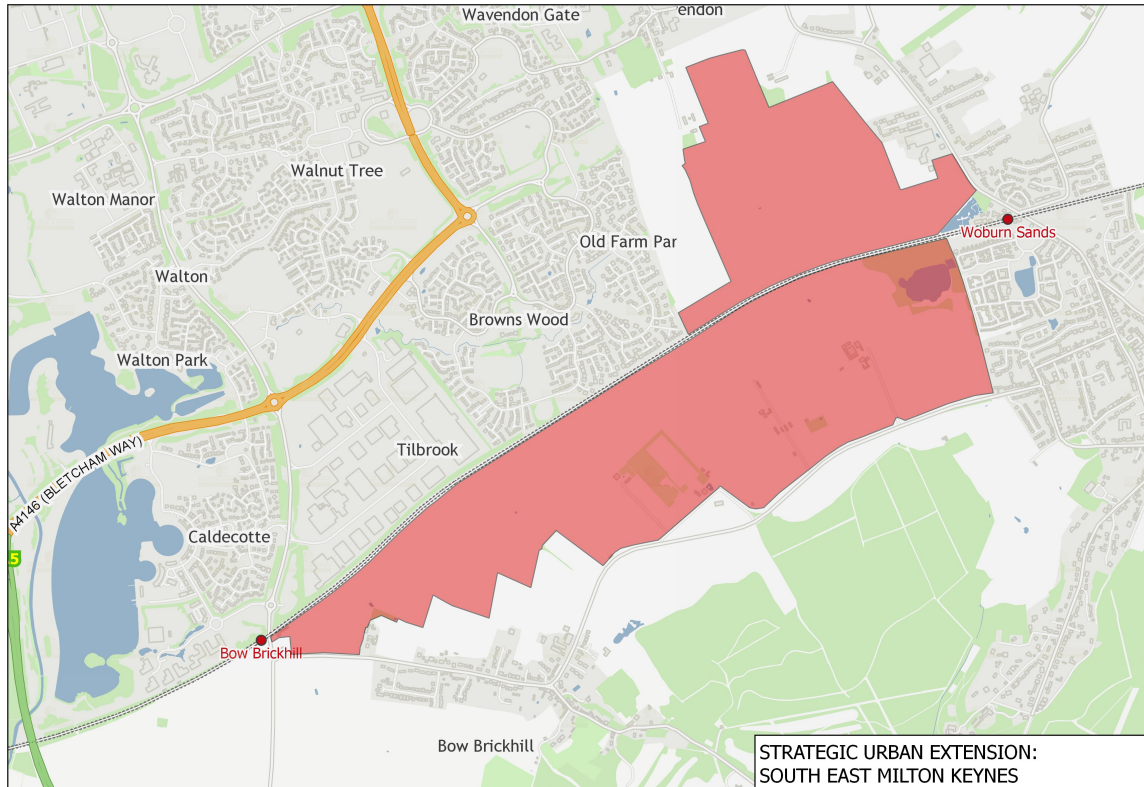 Wavendon Gate
endon
Walnut Tree
Walton Manor
Old Farm Par
Woburn Sands
Walton
Browns Wood
Walton Park
Tilbrook
A4146 (BLETCHAM WAY)
Caldecotte
5
Bow Brickhill
Bow Brickhill
STRATEGIC URBAN EXTENSION:
SOUTH EAST MILTON KEYNES